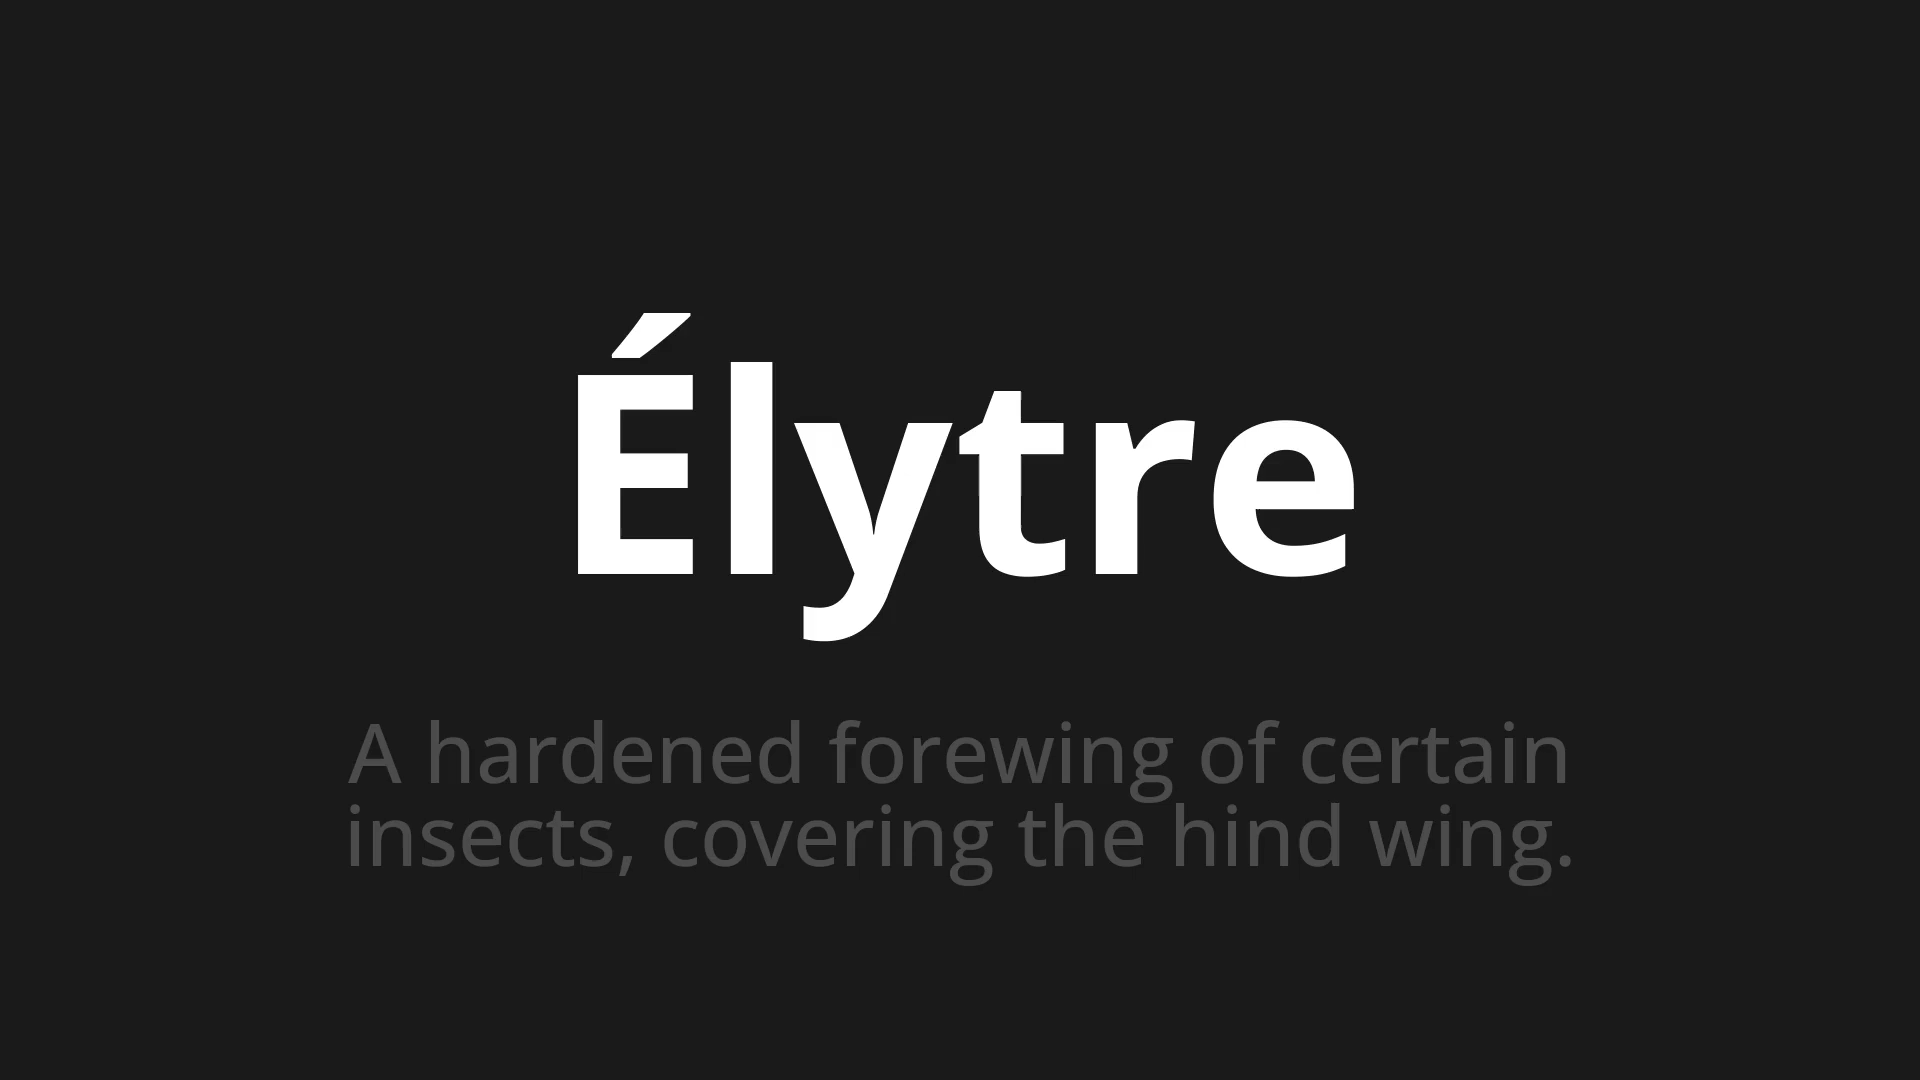 Élytre
A hardened forewing of certain
insects, covering the hind wing.